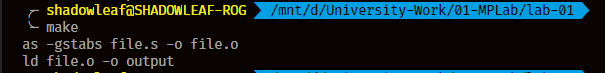 shadowleaf@SHADOWLEAF-ROG /mnt/d/University-Work/01-MPLab/lab-01
make
as -gstabs file.s -o file.o
ld file.o -o output